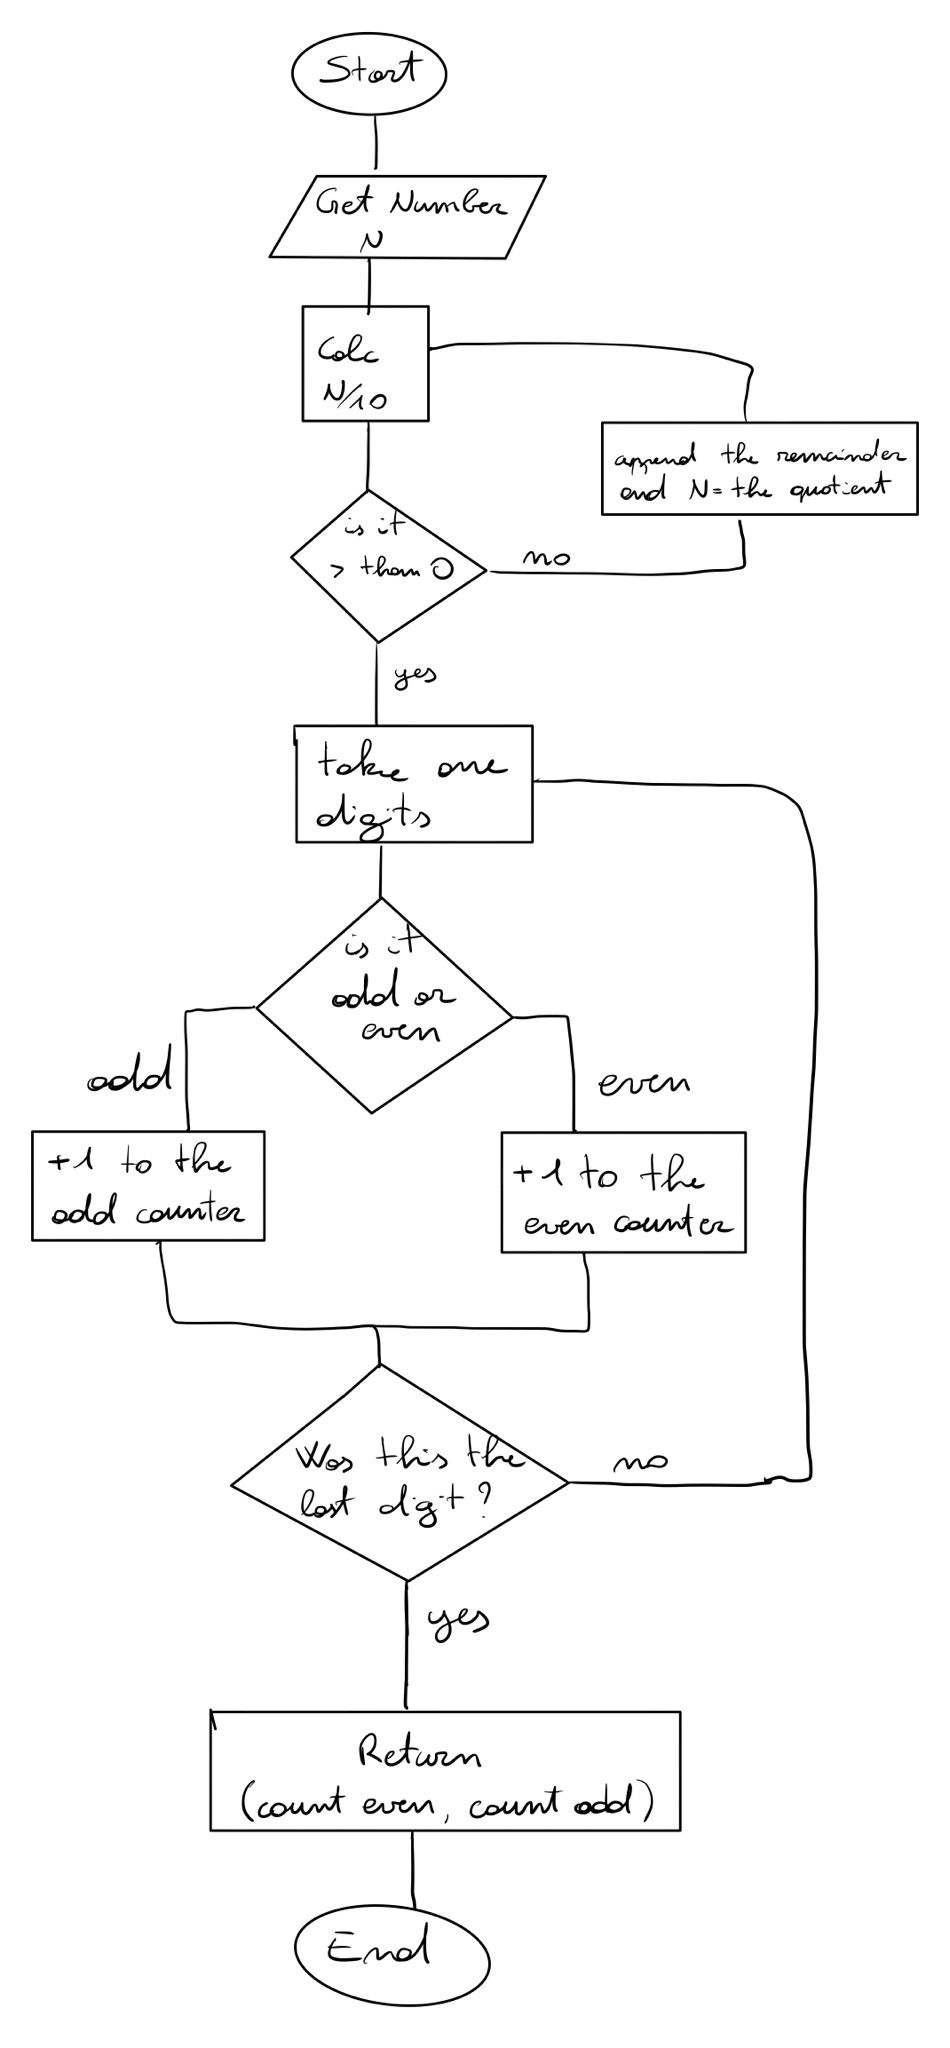 Start
Get Number
N
Calc
N/10
append the remainder
and N = the quotient
is it
> than 0
no
yes
take one
digits
is it
odd or
even
odd
even
+1 to the
odd counter
+1 to the
even counter
Was this the
last digit?
no
yes
Return
(count even, count odd)
End